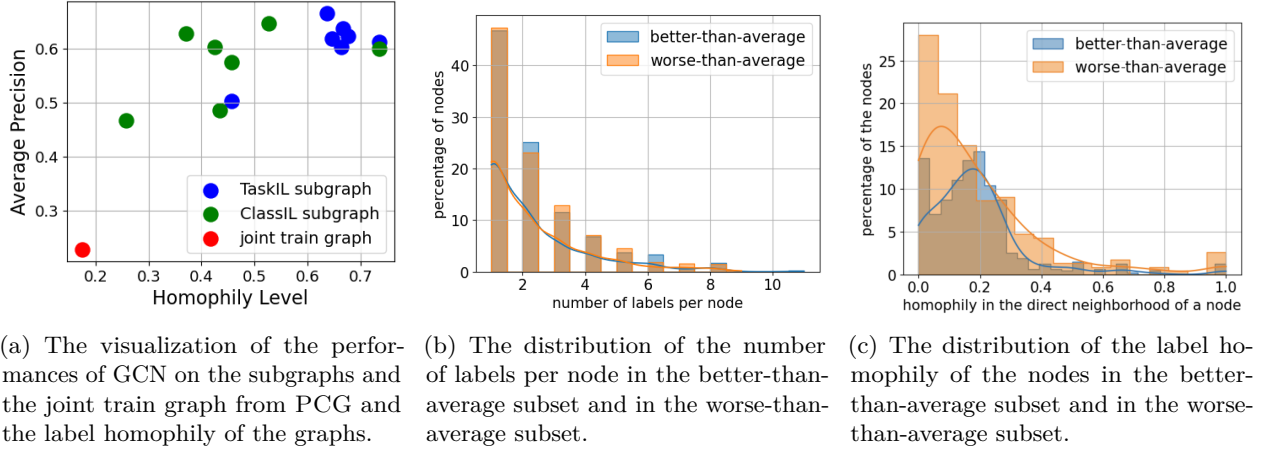 0.6
0.5
0.4
0.3
0.2
0.3
0.4
0.5
0.6
0.7
Average Precision
Homophily Level
TaskIL subgraph
ClassIL subgraph
joint train graph
40
30
20
10
0
2
4
6
8
10
percentage of nodes
number of labels per node
better-than-average
worse-than-average
25
20
15
10
5
0
0.0
0.2
0.4
0.6
0.8
1.0
percentage of the nodes
homophily in the direct neighborhood of a node
better-than-average
worse-than-average
(a) The visualization of the perfor-
mances of GCN on the subgraphs and
the joint train graph from PCG and
the label homophily of the graphs.
(b) The distribution of the number
of labels per node in the better-than-
average subset and in the worse-than-
average subset.
(c) The distribution of the label ho-
mophily of the nodes in the better-
than-average subset and in the worse-
than-average subset.